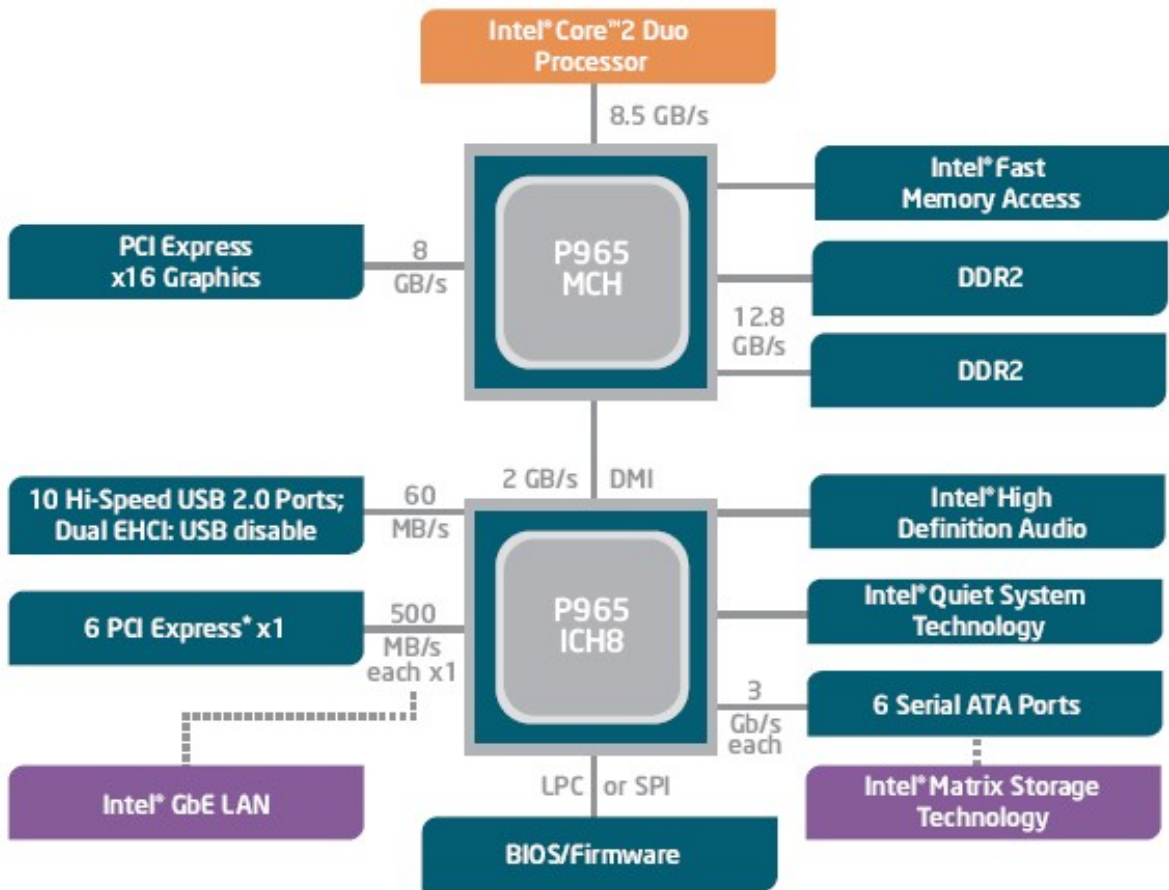 Intel® Core™2 Duo
Processor
8.5 GB/s
P965
MCH
Intel® Fast
Memory Access
PCI Express
x16 Graphics
8
GB/s
DDR2
12.8
GB/s
DDR2
2 GB/s DMI
10 Hi-Speed USB 2.0 Ports;
Dual EHCI: USB disable
60
MB/s
P965
ICH8
Intel® High
Definition Audio
6 PCI Express* x1
500
MB/s
each x1
Intel® Quiet System
Technology
3
Gb/s
each
6 Serial ATA Ports
Intel® GbE LAN
LPC or SPI
Intel® Matrix Storage
Technology
BIOS/Firmware